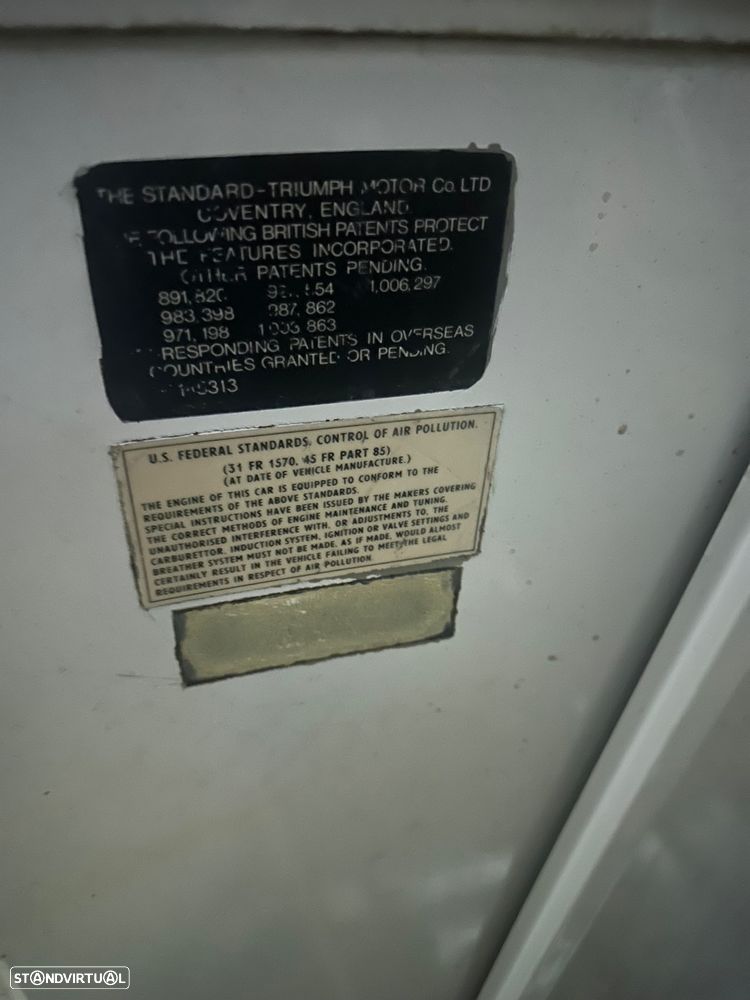 THE STANDARD-TRIUMPH MOTOR Co. LTD
COVENTRY, ENGLAND.
FOLLOWING BRITISH PATENTS PROTECT
THE FEATURES INCORPORATED.
OTHER PATENTS PENDING.
891,820 1,006,297
983,398 987,862
971,198
RESPONDING PATENTS IN OVERSEAS
COUNTRIES GRANTED OR PENDING.
U.S. FEDERAL STANDARDS, CONTROL OF AIR POLLUTION.
(31 FR 1570, 45 FR PART 85)
(AT DATE OF VEHICLE MANUFACTURE.)
THE ENGINE OF THIS CAR IS EQUIPPED TO CONFORM TO THE
REQUIREMENTS OF THE ABOVE STANDARDS.
SPECIAL INSTRUCTIONS HAVE BEEN ISSUED BY THE MAKERS COVERING
THE CORRECT METHODS OF ENGINE MAINTENANCE AND TUNING.
UNAUTHORISED INTERFERENCE WITH, OR ADJUSTMENTS TO, THE
CARBURETTOR, INDUCTION SYSTEM, IGNITION OR VALVE SETTINGS AND
BREATHER SYSTEM MUST NOT BE MADE, AS IF MADE, WOULD ALMOST
CERTAINLY RESULT IN THE VEHICLE FAILING TO MEET THE LEGAL
REQUIREMENTS IN RESPECT OF AIR POLLUTION.
STANDVIRTUAL